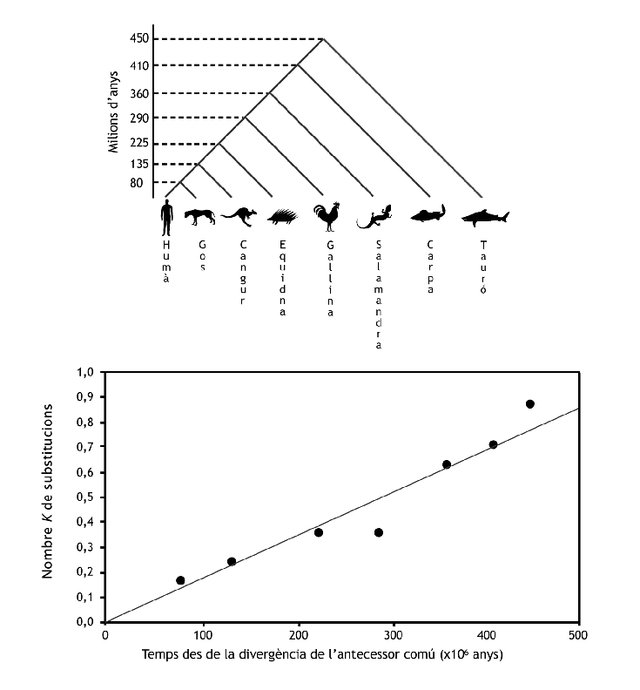 Milions d'anys
450
410
360
290
225
135
80
Humà
Gos
Cangur
Equidna
Gallina
Salamandra
Carpa
Tauró
Nombre K de substitucions
1,0
0,9
0,8
0,7
0,6
0,5
0,4
0,3
0,2
0,1
0,0
0
100
200
300
400
500
Temps des de la divergència de l'antecessor comú (x10⁶ anys)